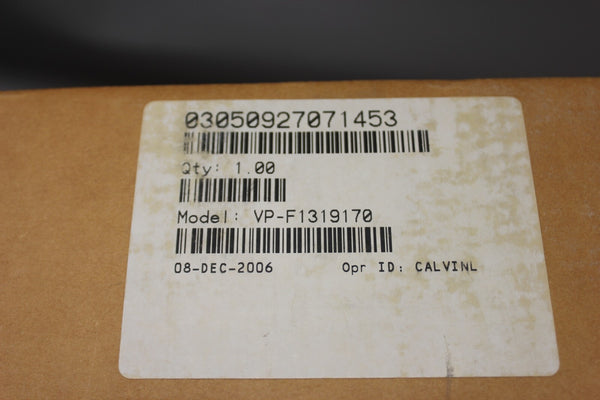 03050927071453
Qty: 1.00
Model: VP-F1319170
08-DEC-2006 Opr ID: CALVINL